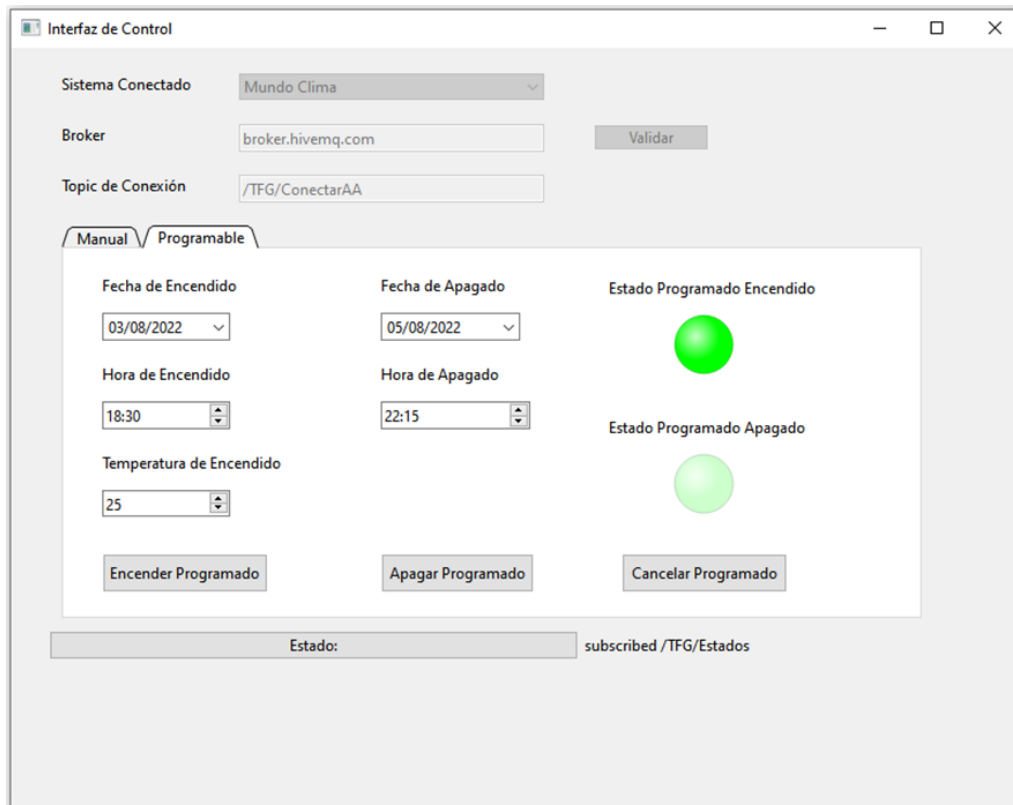 Interfaz de Control
Sistema Conectado
Mundo Clima
Broker
broker.hivemq.com
Validar
Topic de Conexión
/TFG/ConectarAA
Manual
Programable
Fecha de Encendido
Fecha de Apagado
Estado Programado Encendido
03/08/2022
05/08/2022
Hora de Encendido
Hora de Apagado
18:30
22:15
Estado Programado Apagado
Temperatura de Encendido
25
Encender Programado
Apagar Programado
Cancelar Programado
Estado:
subscribed /TFG/Estados